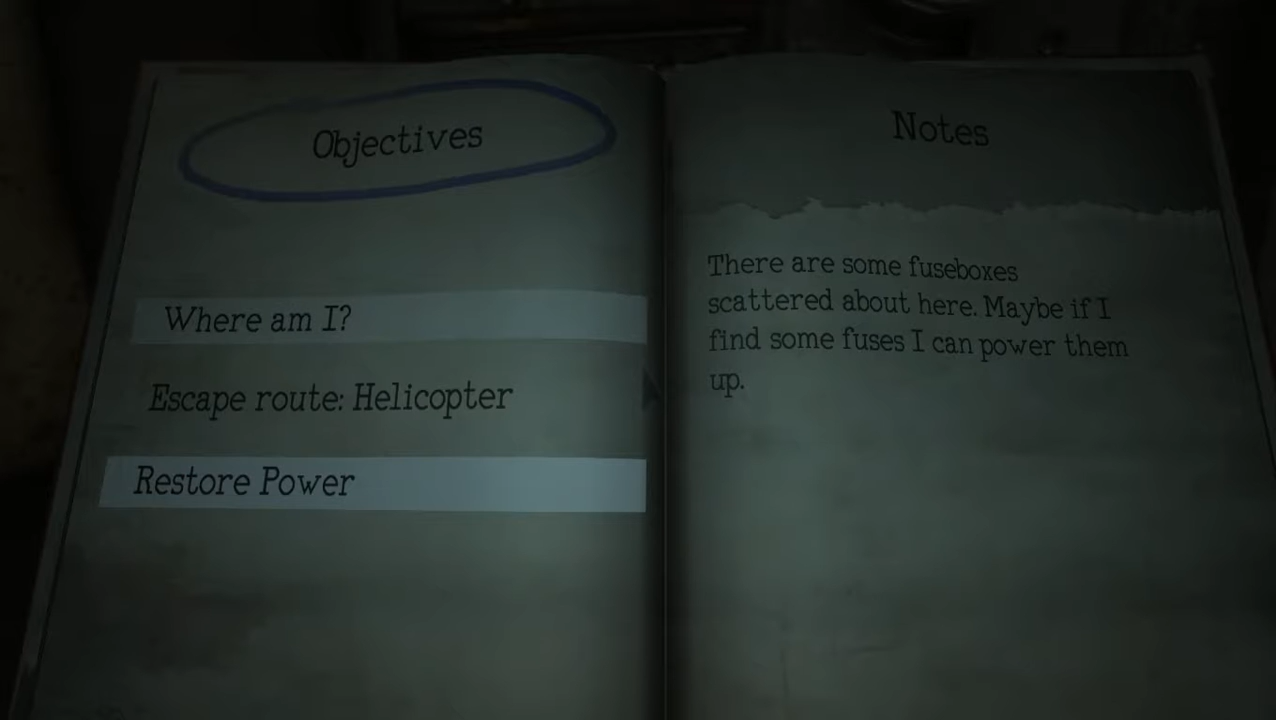 Objectives
Where am I?
Escape route: Helicopter
Restore Power
Notes
There are some fuseboxes
scattered about here. Maybe if I
find some fuses I can power them
up.